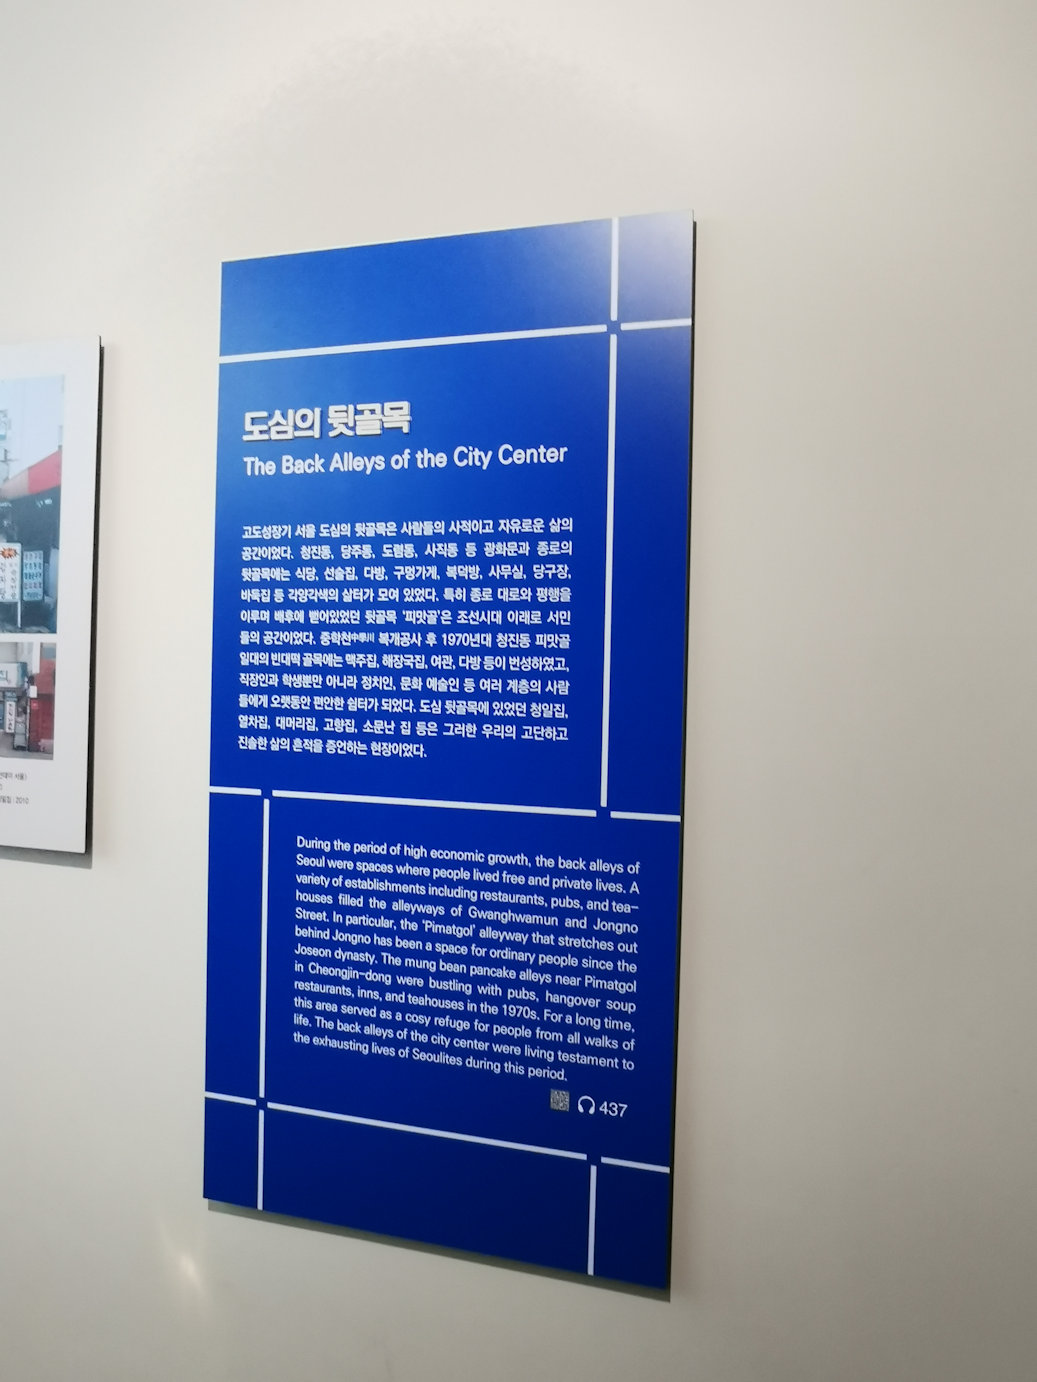 도심의 뒷골목
The Back Alleys of the City Center
고도성장기 서울 도심의 뒷골목은 사람들의 사적이고 자유로운 삶의
공간이었다. 청진동, 당주동, 도렴동, 사직동 등 광화문과 종로의
뒷골목에는 식당, 선술집, 다방, 구멍가게, 복덕방, 사무실, 당구장,
바둑집 등 각양각색의 살터가 모여 있었다. 특히 종로 대로와 평행을
이루며 배후에 뻗어있었던 뒷골목 '피맛골'은 조선시대 이래로 서민
들의 공간이었다. 중학천中學川 복개공사 후 1970년대 청진동 피맛골
일대의 빈대떡 골목에는 맥주집, 해장국집, 여관, 다방 등이 번성하였고,
직장인과 학생뿐만 아니라 정치인, 문화 예술인 등 여러 계층의 사람
들에게 오랫동안 편안한 쉼터가 되었다. 도심 뒷골목에 있었던 청일집,
열차집, 대머리집, 고향집, 소문난 집 등은 그러한 우리의 고단하고
진솔한 삶의 흔적을 증언하는 현장이었다.
During the period of high economic growth, the back alleys of
Seoul were spaces where people lived free and private lives. A
variety of establishments including restaurants, pubs, and tea-
houses filled the alleyways of Gwanghwamun and Jongno
Street. In particular, the 'Pimatgol' alleyway that stretches out
behind Jongno has been a space for ordinary people since the
Joseon dynasty. The mung bean pancake alleys near Pimatgol
in Cheongjin-dong were bustling with pubs, hangover soup
restaurants, inns, and teahouses in the 1970s. For a long time,
this area served as a cosy refuge for people from all walks of
life. The back alleys of the city center were living testament to
the exhausting lives of Seoulites during this period.
437
2010